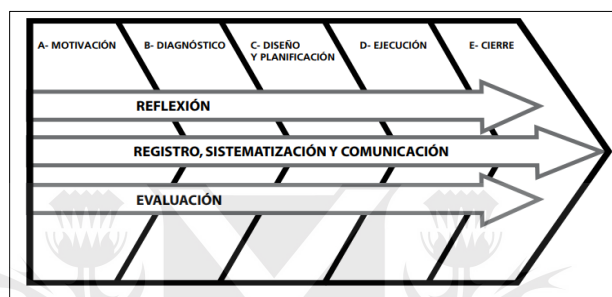 A- MOTIVACIÓN
B- DIAGNÓSTICO
C- DISEÑO
Y PLANIFICACIÓN
D- EJECUCIÓN
E- CIERRE
REFLEXIÓN
REGISTRO, SISTEMATIZACIÓN Y COMUNICACIÓN
EVALUACIÓN